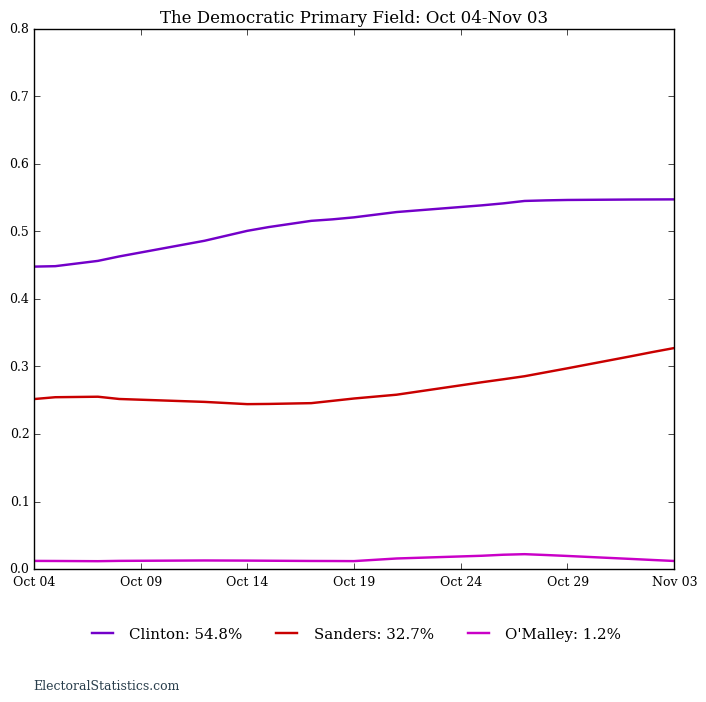 The Democratic Primary Field: Oct 04-Nov 03
0.8
0.7
0.6
0.5
0.4
0.3
0.2
0.1
0.0
Oct 04 Oct 09 Oct 14 Oct 19 Oct 24 Oct 29 Nov 03
Clinton: 54.8% Sanders: 32.7% O'Malley: 1.2%
ElectoralStatistics.com